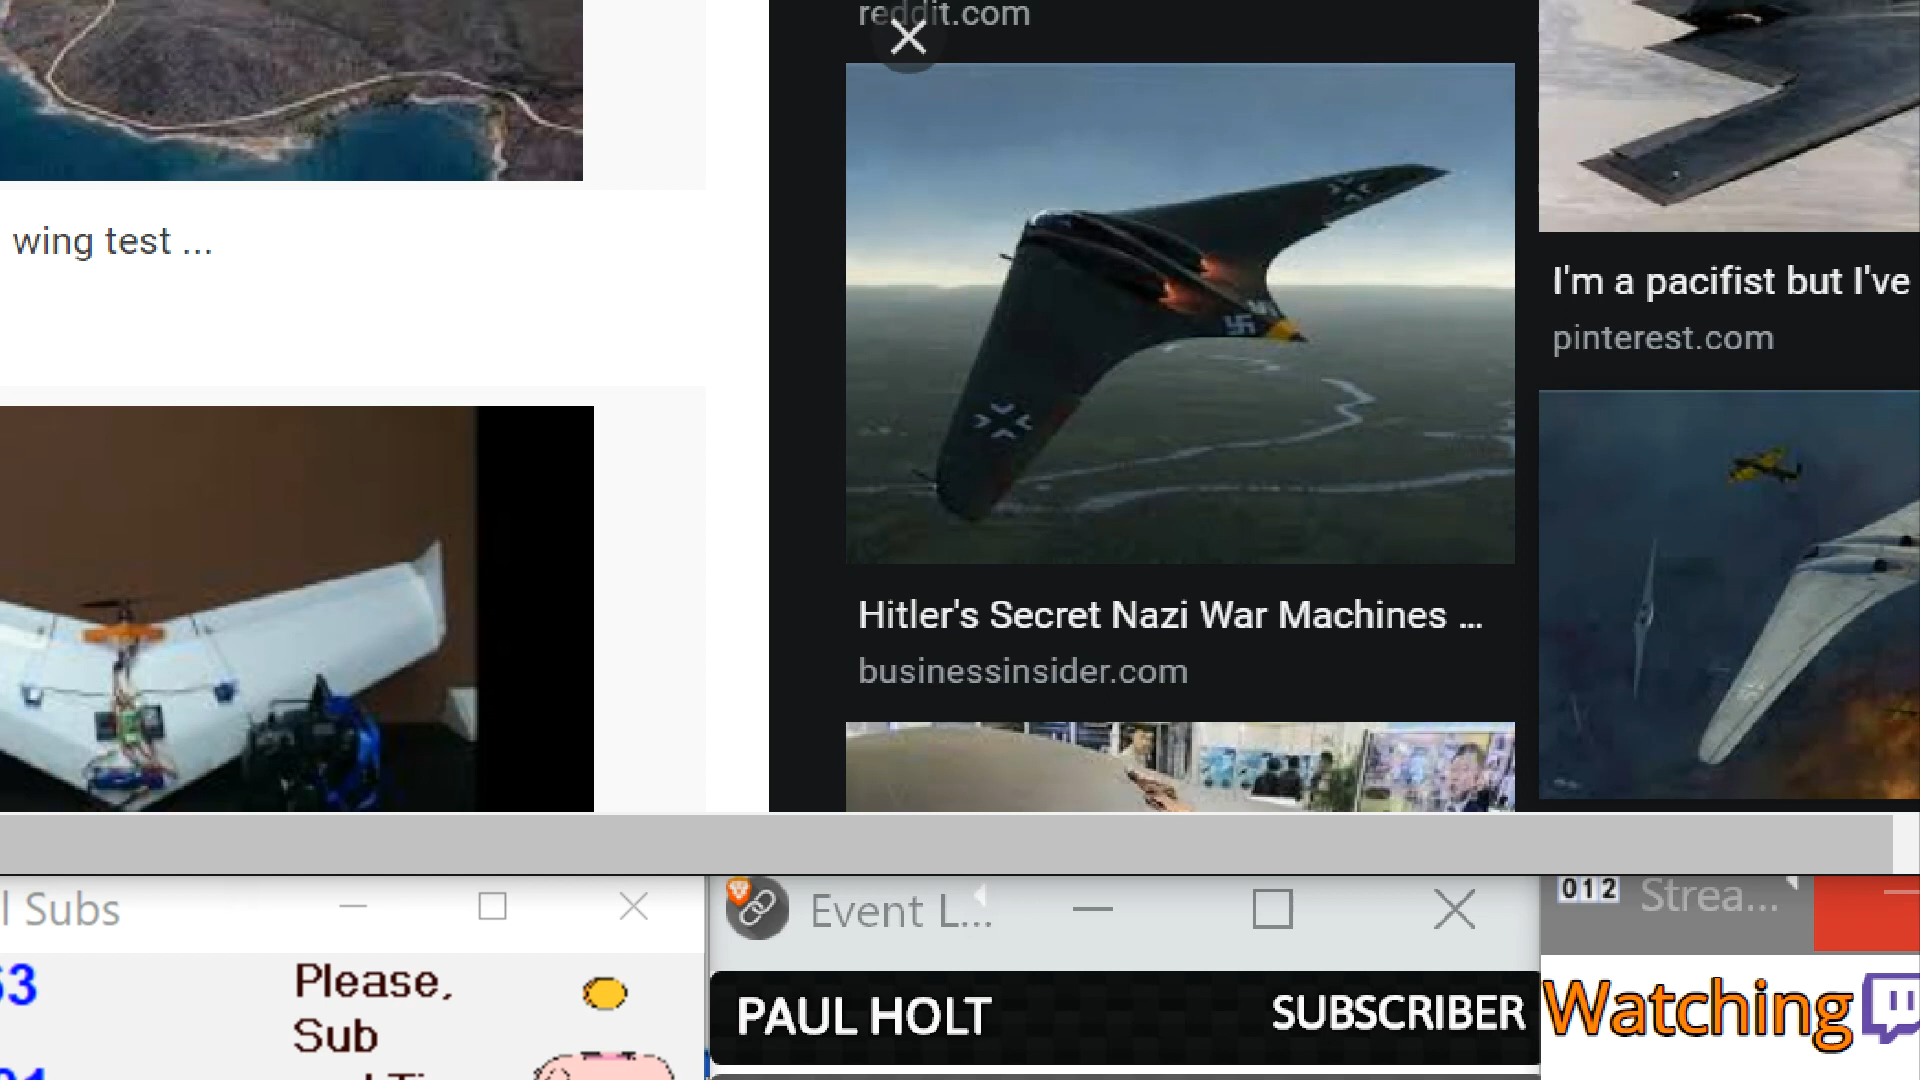 reddit.com
wing test ...
I'm a pacifist but I've
pinterest.com
Hitler's Secret Nazi War Machines ...
businessinsider.com
l Subs
Event L...
012
Strea...
63
Please,
Sub
PAUL HOLT
SUBSCRIBER
Watching